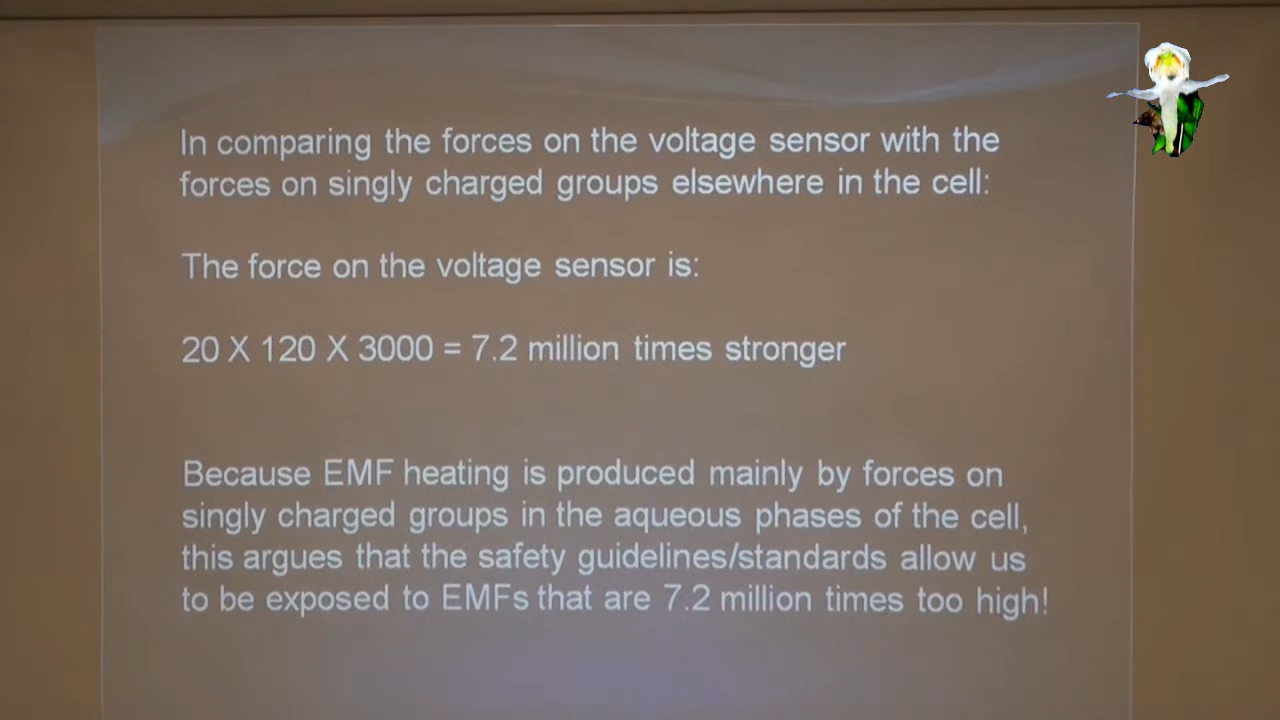 In comparing the forces on the voltage sensor with the
forces on singly charged groups elsewhere in the cell:
The force on the voltage sensor is:
20 X 120 X 3000 = 7.2 million times stronger
Because EMF heating is produced mainly by forces on
singly charged groups in the aqueous phases of the cell,
this argues that the safety guidelines/standards allow us
to be exposed to EMFs that are 7.2 million times too high!